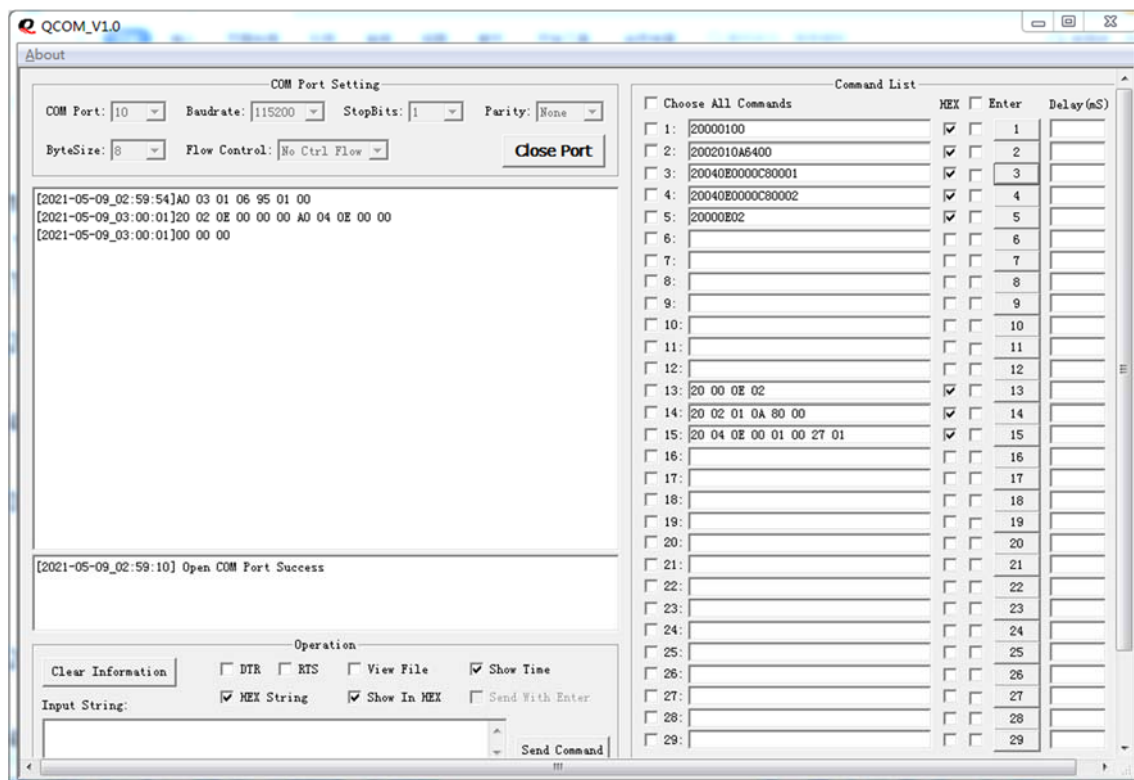 QCOM_V1.0
About
COM Port Setting
COM Port: 10 Baudrate: 115200 StopBits: 1 Parity: None
ByteSize: 8 Flow Control: No Ctrl Flow Close Port
[2021-05-09_02:59:54]A0 03 01 06 95 01 00
[2021-05-09_03:00:01]20 02 0E 00 00 00 A0 04 0E 00 00
[2021-05-09_03:00:01]00 00 00
[2021-05-09_02:59:10] Open COM Port Success
Operation
Clear Information DTR RTS View File Show Time
HEX String Show In HEX Send With Enter
Input String:
Send Command
Command List
Choose All Commands HEX Enter Delay(mS)
1: 20000100 1
2: 2002010A6400 2
3: 20040E0000C80001 3
4: 20040E0000C80002 4
5: 20000E02 5
6: 6
7: 7
8: 8
9: 9
10: 10
11: 11
12: 12
13: 20 00 0E 02 13
14: 20 02 01 0A 80 00 14
15: 20 04 0E 00 01 00 27 01 15
16: 16
17: 17
18: 18
19: 19
20: 20
21: 21
22: 22
23: 23
24: 24
25: 25
26: 26
27: 27
28: 28
29: 29